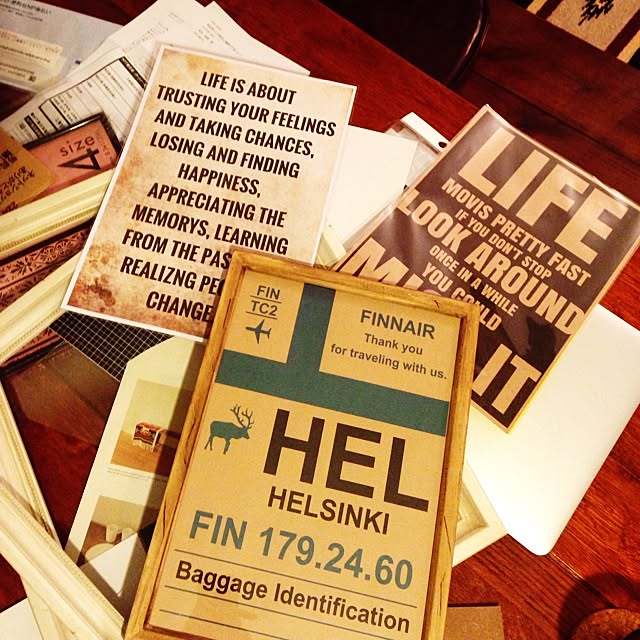 LIFE IS ABOUT
TRUSTING YOUR FEELINGS
AND TAKING CHANCES,
LOSING AND FINDING
HAPPINESS,
APPRECIATING THE
MEMORYS, LEARNING
FROM THE PAS
REALIZNG PE
CHANGE
LIFE
MOVIS PRETTY FAST
IF YOU DON'T STOP
LOOK AROUND
ONCE IN A WHILE
YOU COULD
IT
FIN
TC2
FINNAIR
Thank you
for traveling with us.
HEL
HELSINKI
FIN 179.24.60
Baggage Identification
size
A4